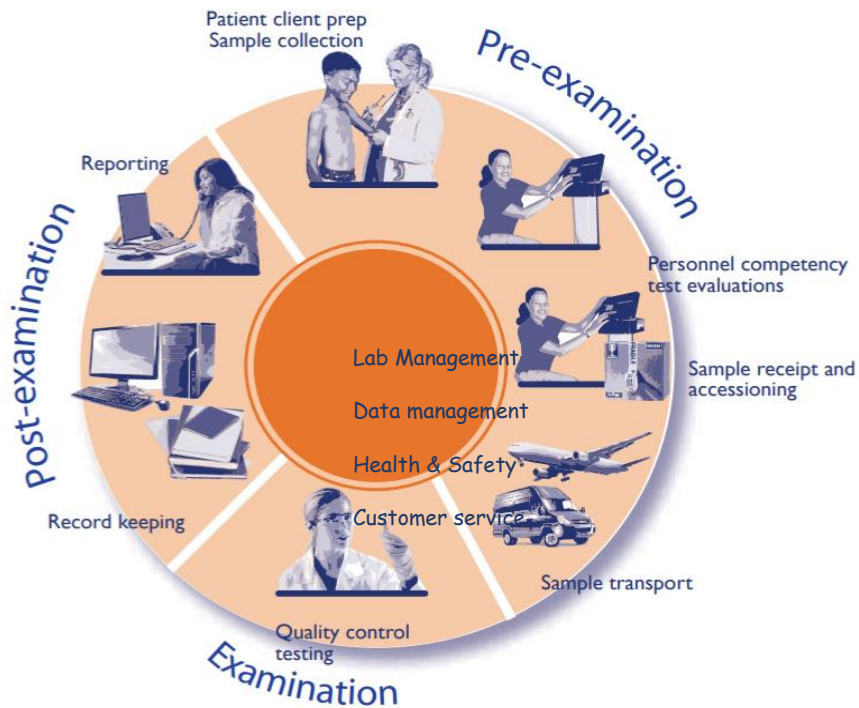 Patient client prep
Sample collection
Pre-examination
Reporting
Personnel competency
test evaluations
Post-examination
Lab Management
Data management
Health & Safety
Customer service
Sample receipt and
accessioning
Record keeping
Sample transport
Quality control
testing
Examination